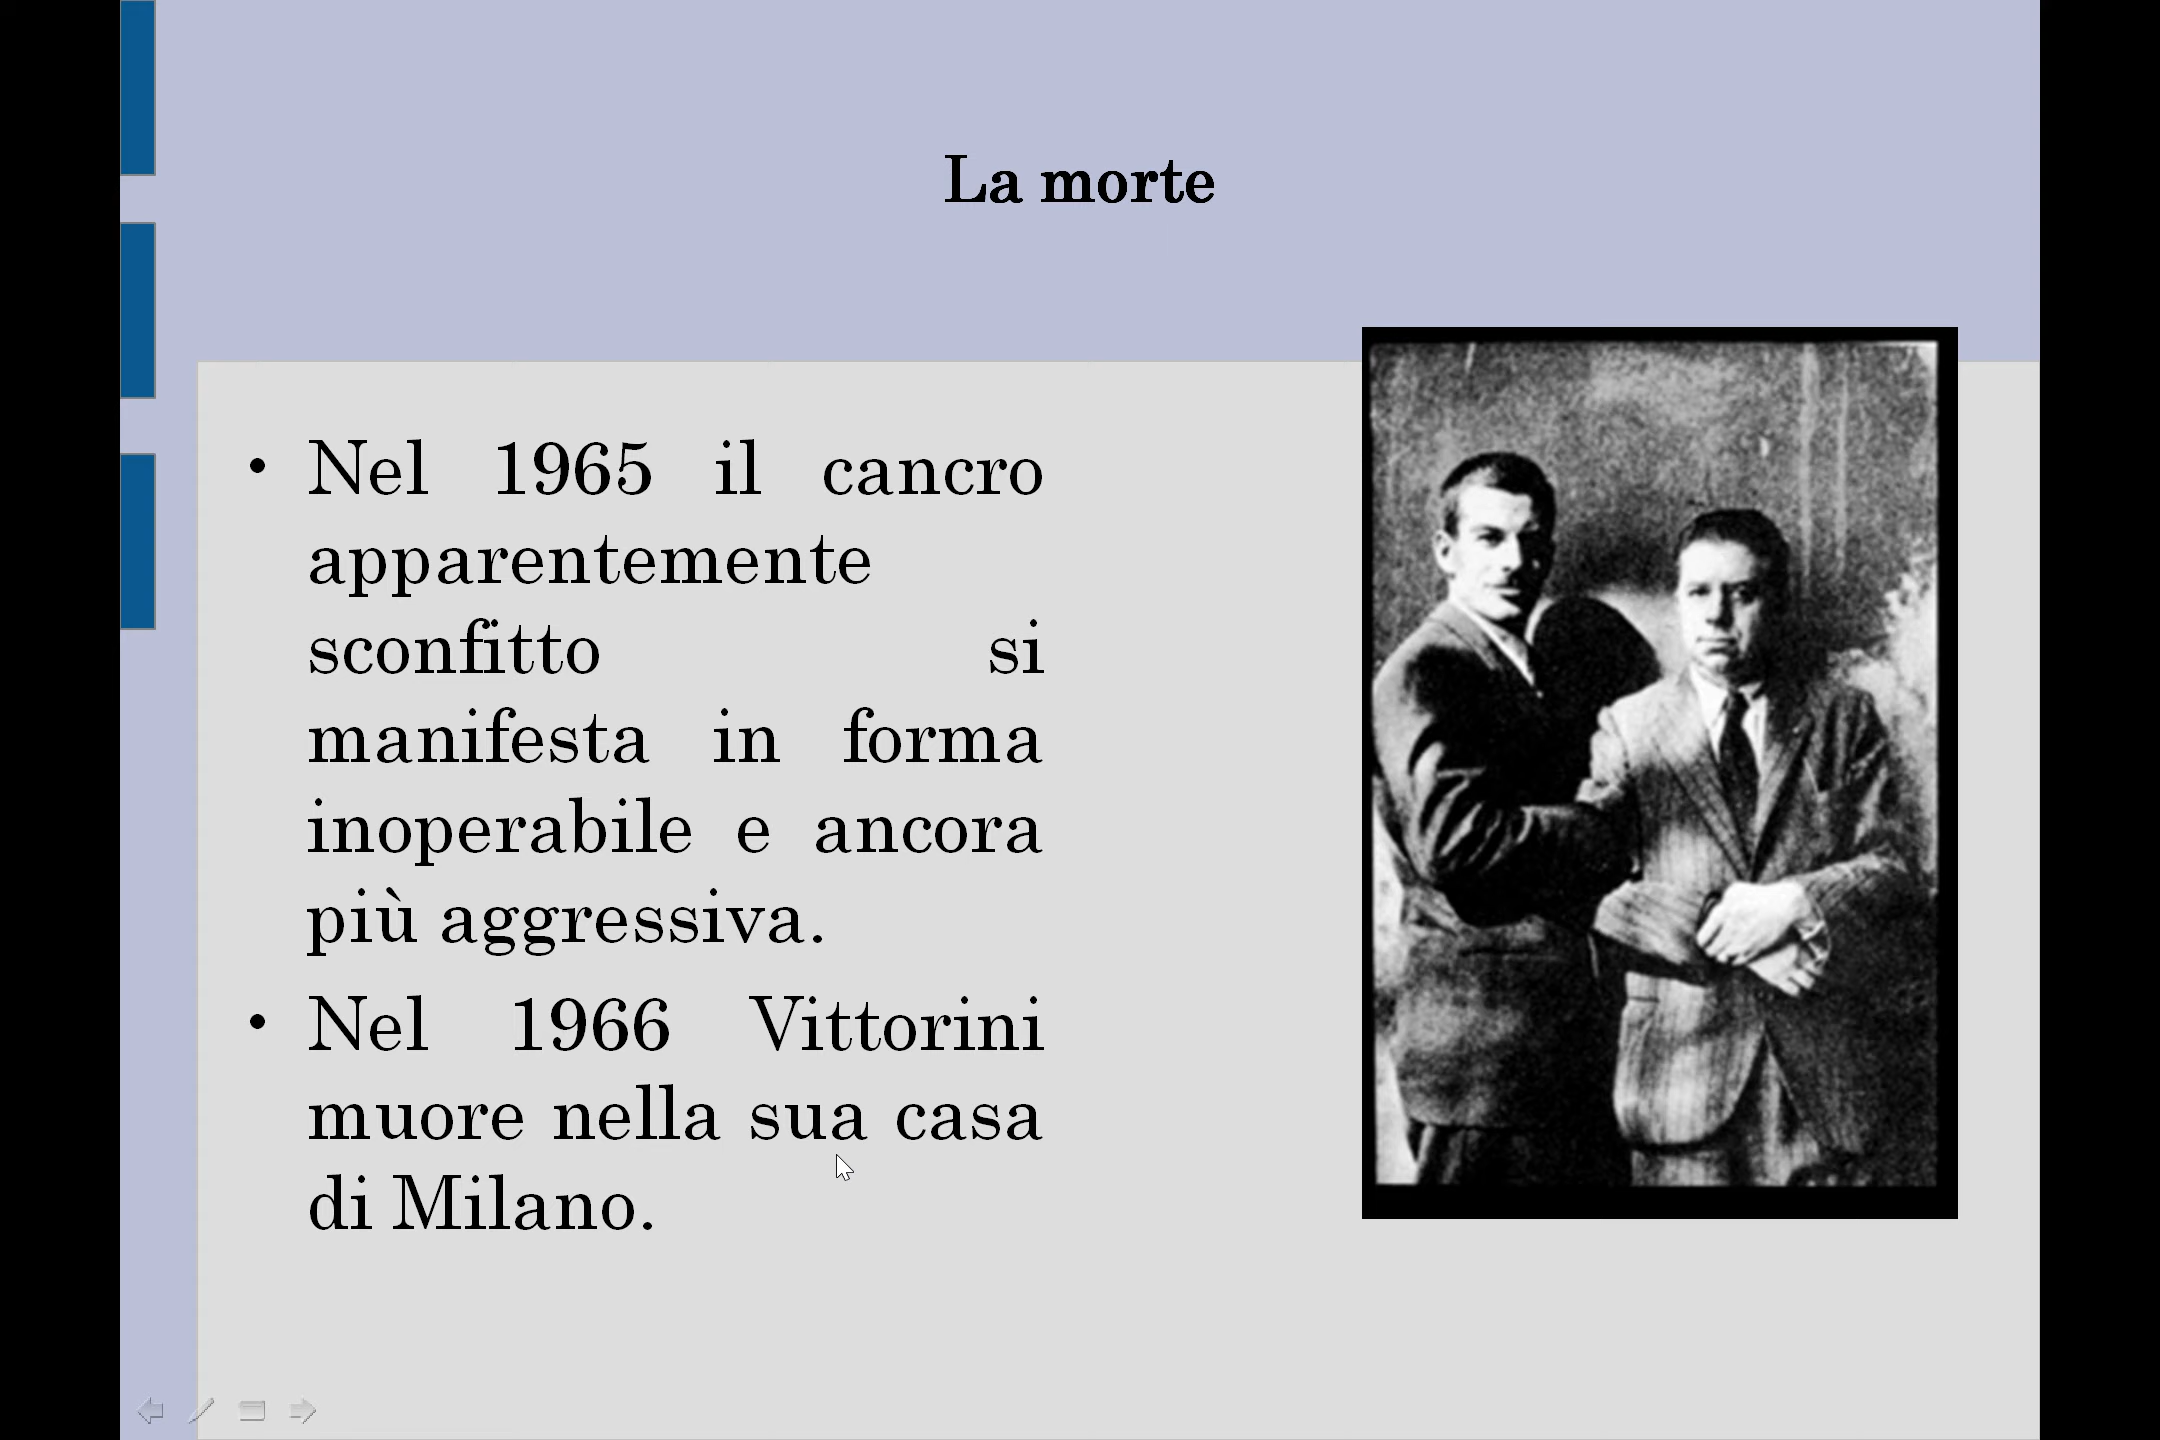 La morte
• Nel 1965 il cancro
apparentemente
sconfitto si
manifesta in forma
inoperabile e ancora
più aggressiva.
• Nel 1966 Vittorini
muore nella sua casa
di Milano.